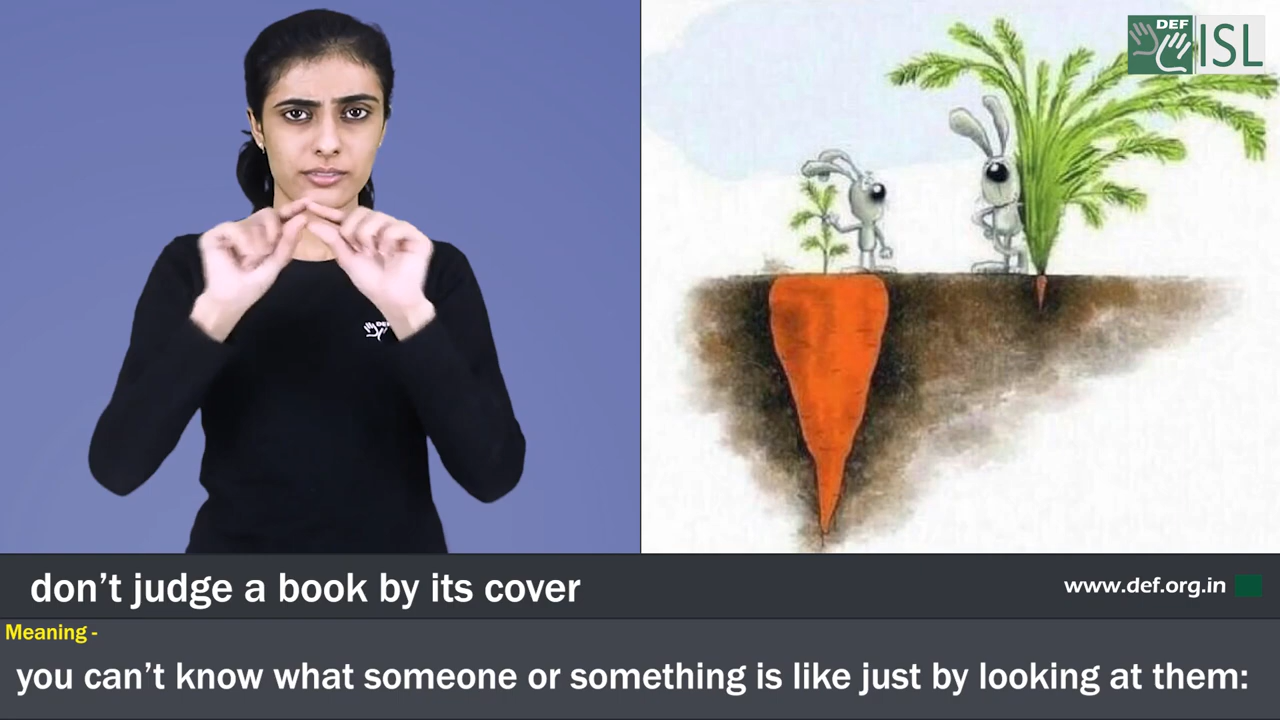 DEF
ISL
DEF
don't judge a book by its cover
www.def.org.in
Meaning -
you can't know what someone or something is like just by looking at them: